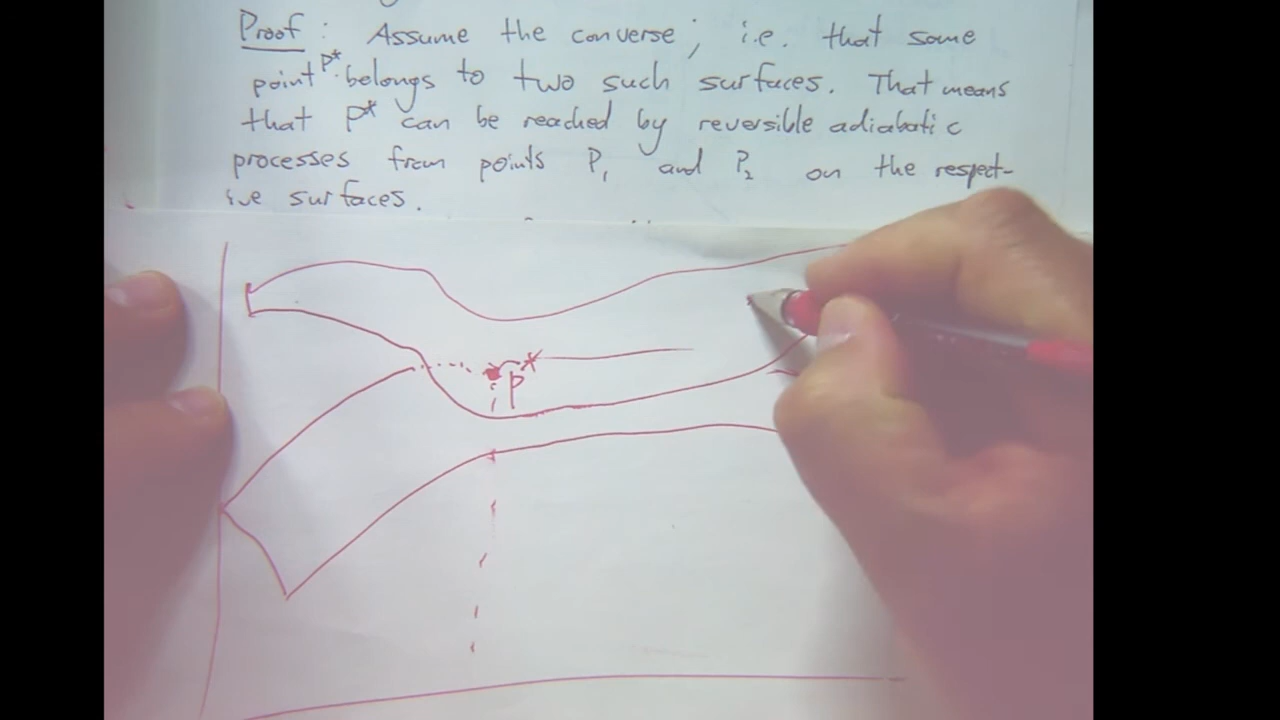 Proof : Assume the converse ; i.e. that some
point P* belongs to two such surfaces. That means
that P* can be reached by reversible adiabatic
processes from points P₁ and P₂ on the respect-
ive surfaces.
P*